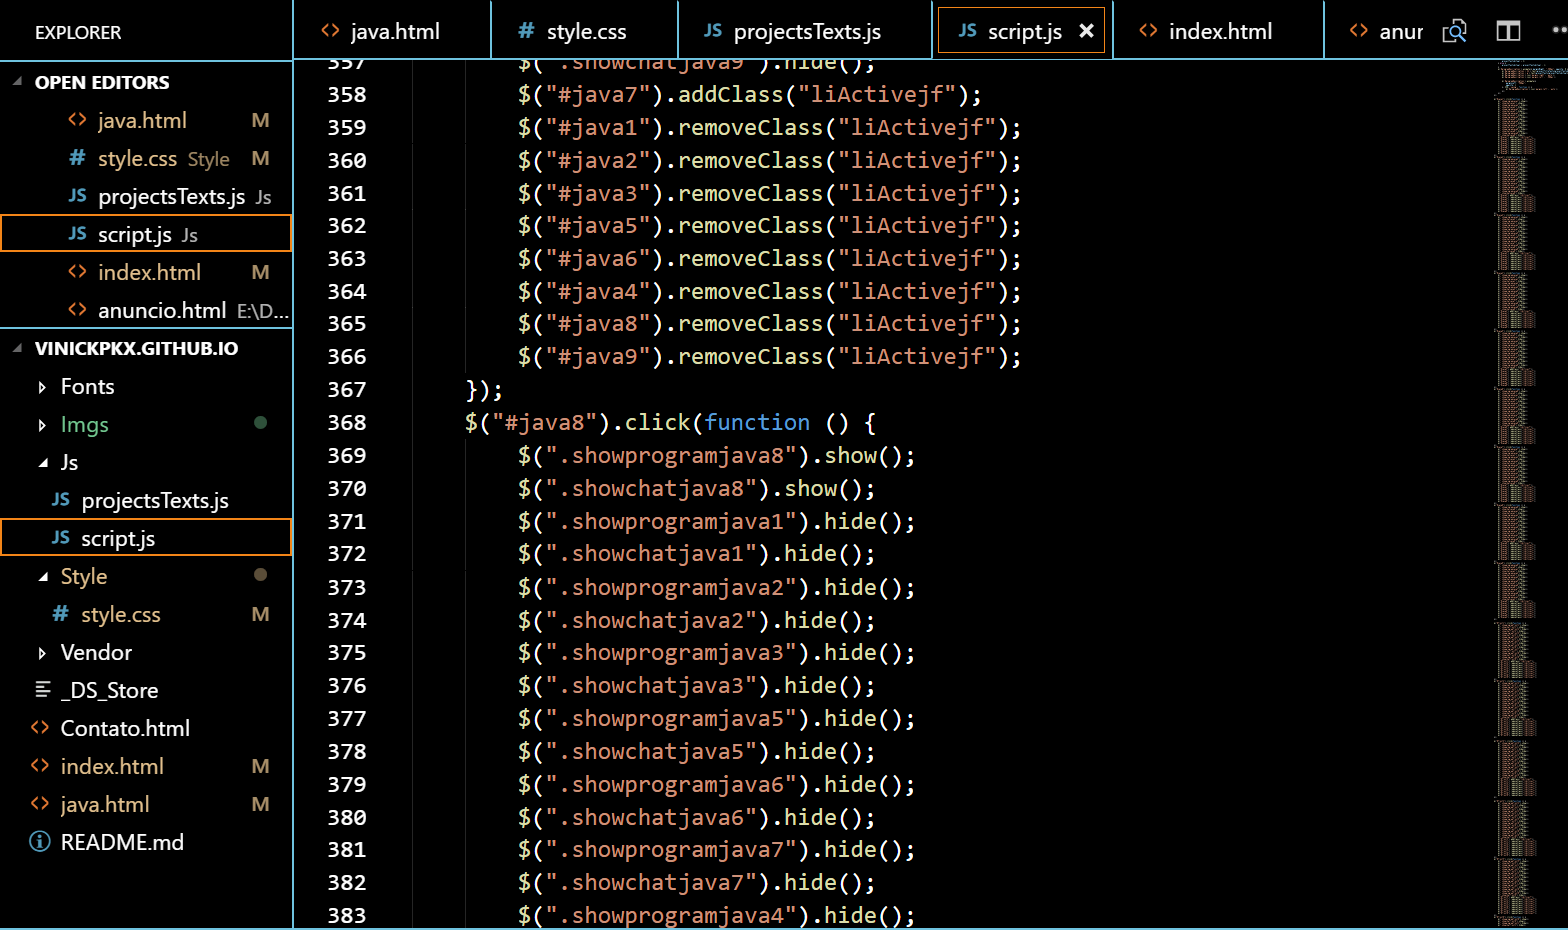 EXPLORER
OPEN EDITORS
java.html M
style.css Style M
projectsTexts.js Js
script.js Js
index.html M
anuncio.html E:\D...
VINICKPKX.GITHUB.IO
Fonts
Imgs
Js
JS projectsTexts.js
JS script.js
Style
# style.css M
Vendor
_DS_Store
Contato.html
index.html M
java.html M
README.md
<> java.html
# style.css
JS projectsTexts.js
JS script.js ×
<> index.html
<> anur
357 $(".showchatjava9").hide();
358 $("#java7").addClass("liActivejf");
359 $("#java1").removeClass("liActivejf");
360 $("#java2").removeClass("liActivejf");
361 $("#java3").removeClass("liActivejf");
362 $("#java5").removeClass("liActivejf");
363 $("#java6").removeClass("liActivejf");
364 $("#java4").removeClass("liActivejf");
365 $("#java8").removeClass("liActivejf");
366 $("#java9").removeClass("liActivejf");
367 });
368 $("#java8").click(function () {
369 $(".showprogramjava8").show();
370 $(".showchatjava8").show();
371 $(".showprogramjava1").hide();
372 $(".showchatjava1").hide();
373 $(".showprogramjava2").hide();
374 $(".showchatjava2").hide();
375 $(".showprogramjava3").hide();
376 $(".showchatjava3").hide();
377 $(".showprogramjava5").hide();
378 $(".showchatjava5").hide();
379 $(".showprogramjava6").hide();
380 $(".showchatjava6").hide();
381 $(".showprogramjava7").hide();
382 $(".showchatjava7").hide();
383 $(".showprogramjava4").hide();